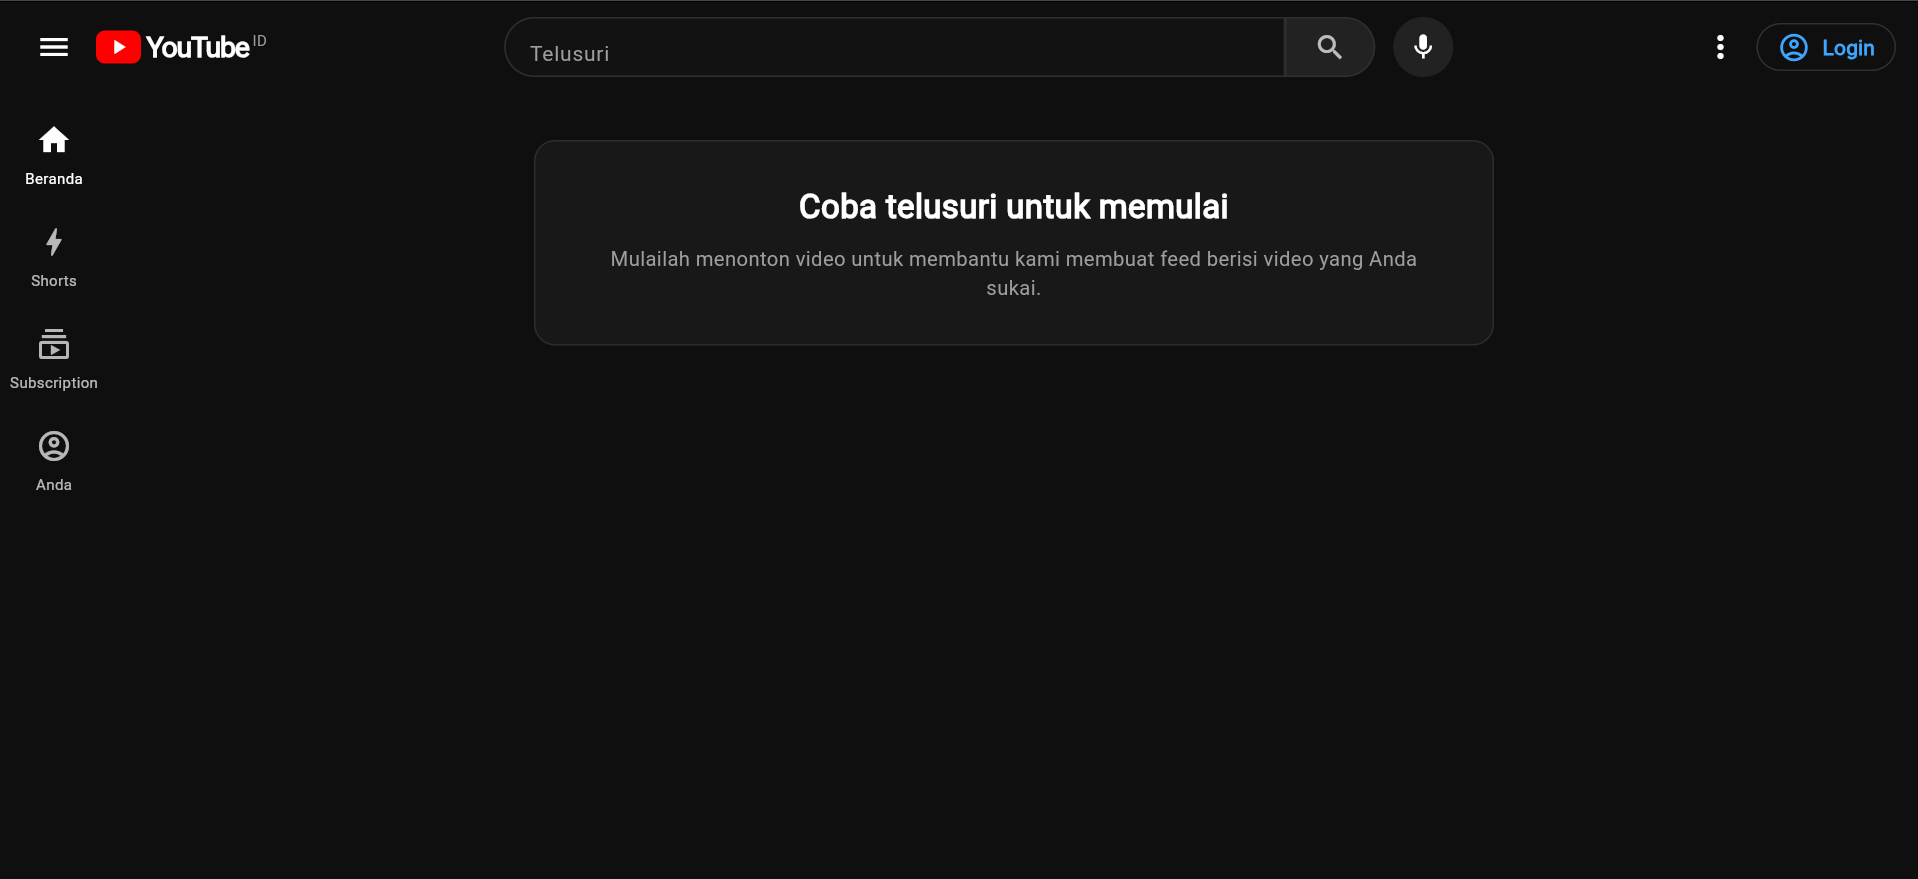 YouTube ID
Telusuri
Login
Beranda
Shorts
Subscription
Anda
Coba telusuri untuk memulai
Mulailah menonton video untuk membantu kami membuat feed berisi video yang Anda
sukai.